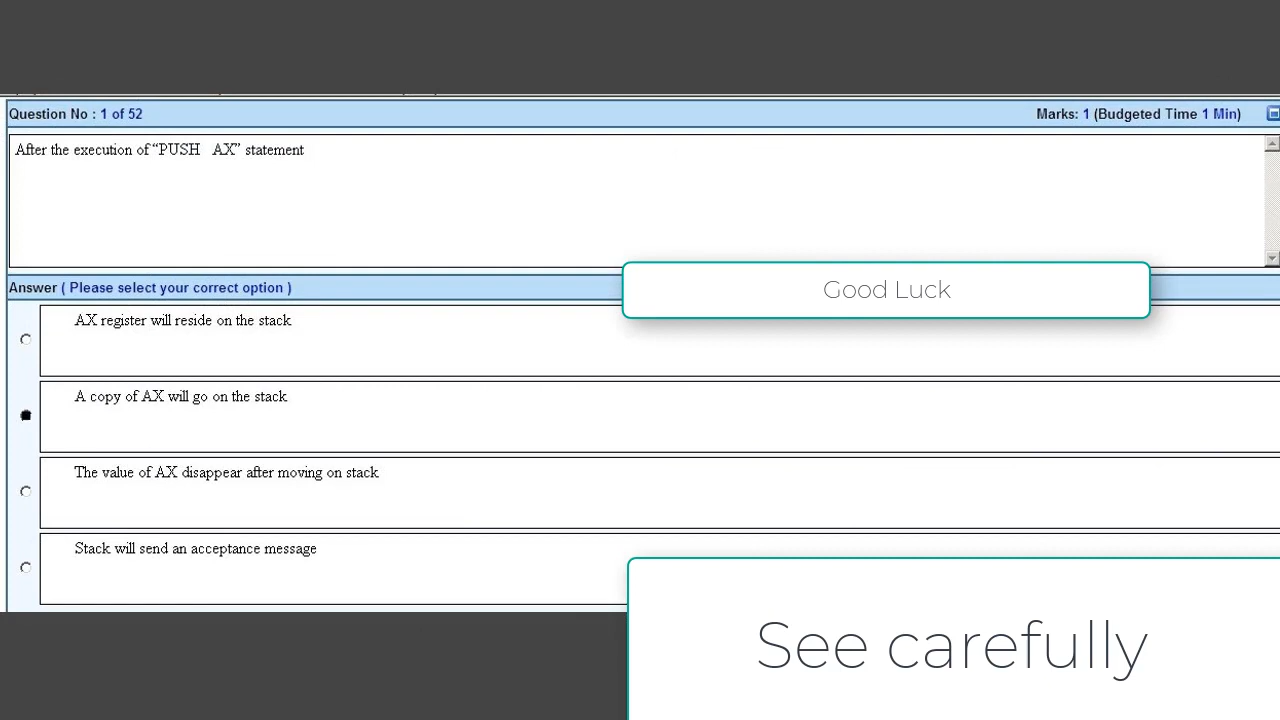 Question No : 1 of 52
Marks: 1 (Budgeted Time 1 Min)
After the execution of “PUSH AX” statement
Answer ( Please select your correct option )
Good Luck
AX register will reside on the stack
A copy of AX will go on the stack
The value of AX disappear after moving on stack
Stack will send an acceptance message
See carefully